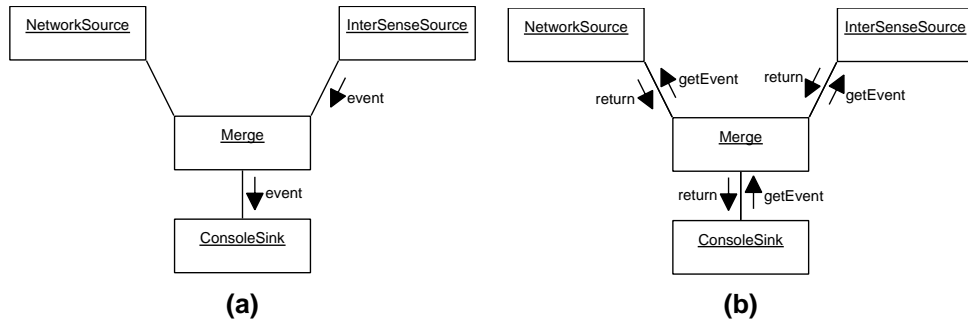 NetworkSource
InterSenseSource
event
Merge
event
ConsoleSink
(a)
NetworkSource
InterSenseSource
getEvent
return
return
getEvent
Merge
return
getEvent
ConsoleSink
(b)